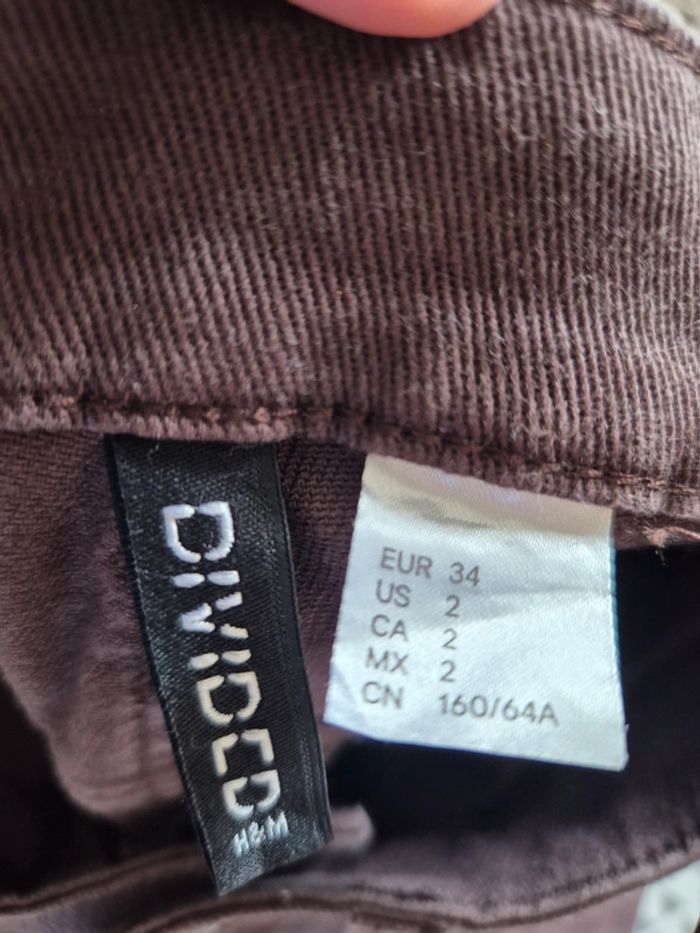 DIVIDED
H&M
EUR 34
US 2
CA 2
MX 2
CN 160/64A